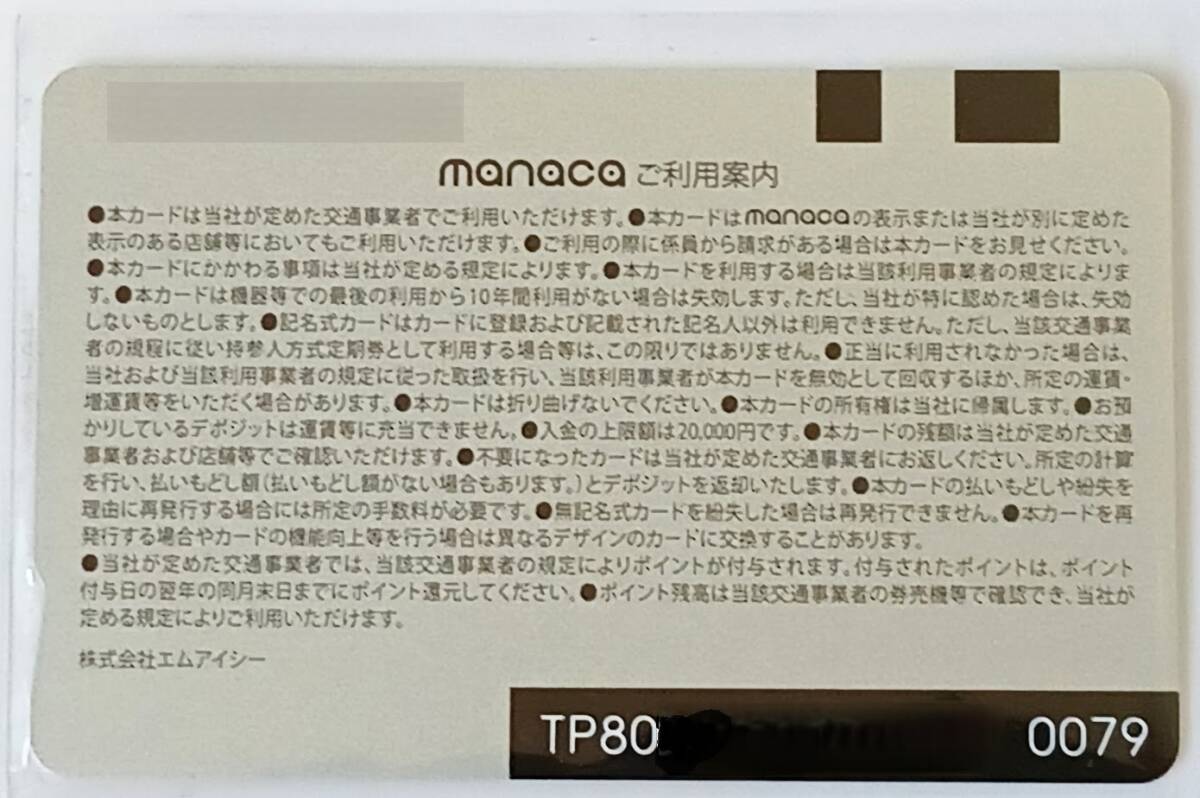 manaca ご利用案内
●本カードは当社が定めた交通事業者でご利用いただけます。●本カードはmanacaの表示または当社が別に定めた
表示のある店舗等においてもご利用いただけます。●ご利用の際に係員から請求がある場合は本カードをお見せください。
●本カードにかかわる事項は当社が定める規定によります。●本カードを利用する場合は当該利用事業者の規定によりま
す。●本カードは機器等での最後の利用から10年間利用がない場合は失効します。ただし、当社が特に認めた場合は、失効
しないものとします。●記名式カードはカードに登録および記載された記名人以外は利用できません。ただし、当該交通事業
者の規程に従い持参人方式定期券として利用する場合等は、この限りではありません。●正当に利用されなかった場合は、
当社および当該利用事業者の規定に従った取扱を行い、当該利用事業者が本カードを無効として回収するほか、所定の運賃・
増運賃等をいただく場合があります。●本カードは折り曲げないでください。●本カードの所有権は当社に帰属します。●お預
かりしているデポジットは運賃等に充当できません。●入金の上限額は20,000円です。●本カードの残額は当社が定めた交通
事業者および店舗等でご確認いただけます。●不要になったカードは当社が定めた交通事業者にお返しください。所定の計算
を行い、払いもどし額（払いもどし額がない場合もあります。）とデポジットを返却いたします。●本カードの払いもどしや紛失を
理由に再発行する場合には所定の手数料が必要です。●無記名式カードを紛失した場合は再発行できません。●本カードを再
発行する場合やカードの機能向上等を行う場合は異なるデザインのカードに交換することがあります。
●当社が定めた交通事業者では、当該交通事業者の規定によりポイントが付与されます。付与されたポイントは、ポイント
付与日の翌年の同月末日までにポイント還元してください。●ポイント残高は当該交通事業者の券売機等で確認でき、当社が
定める規定によりご利用いただけます。
株式会社エムアイシー
TP80 0079